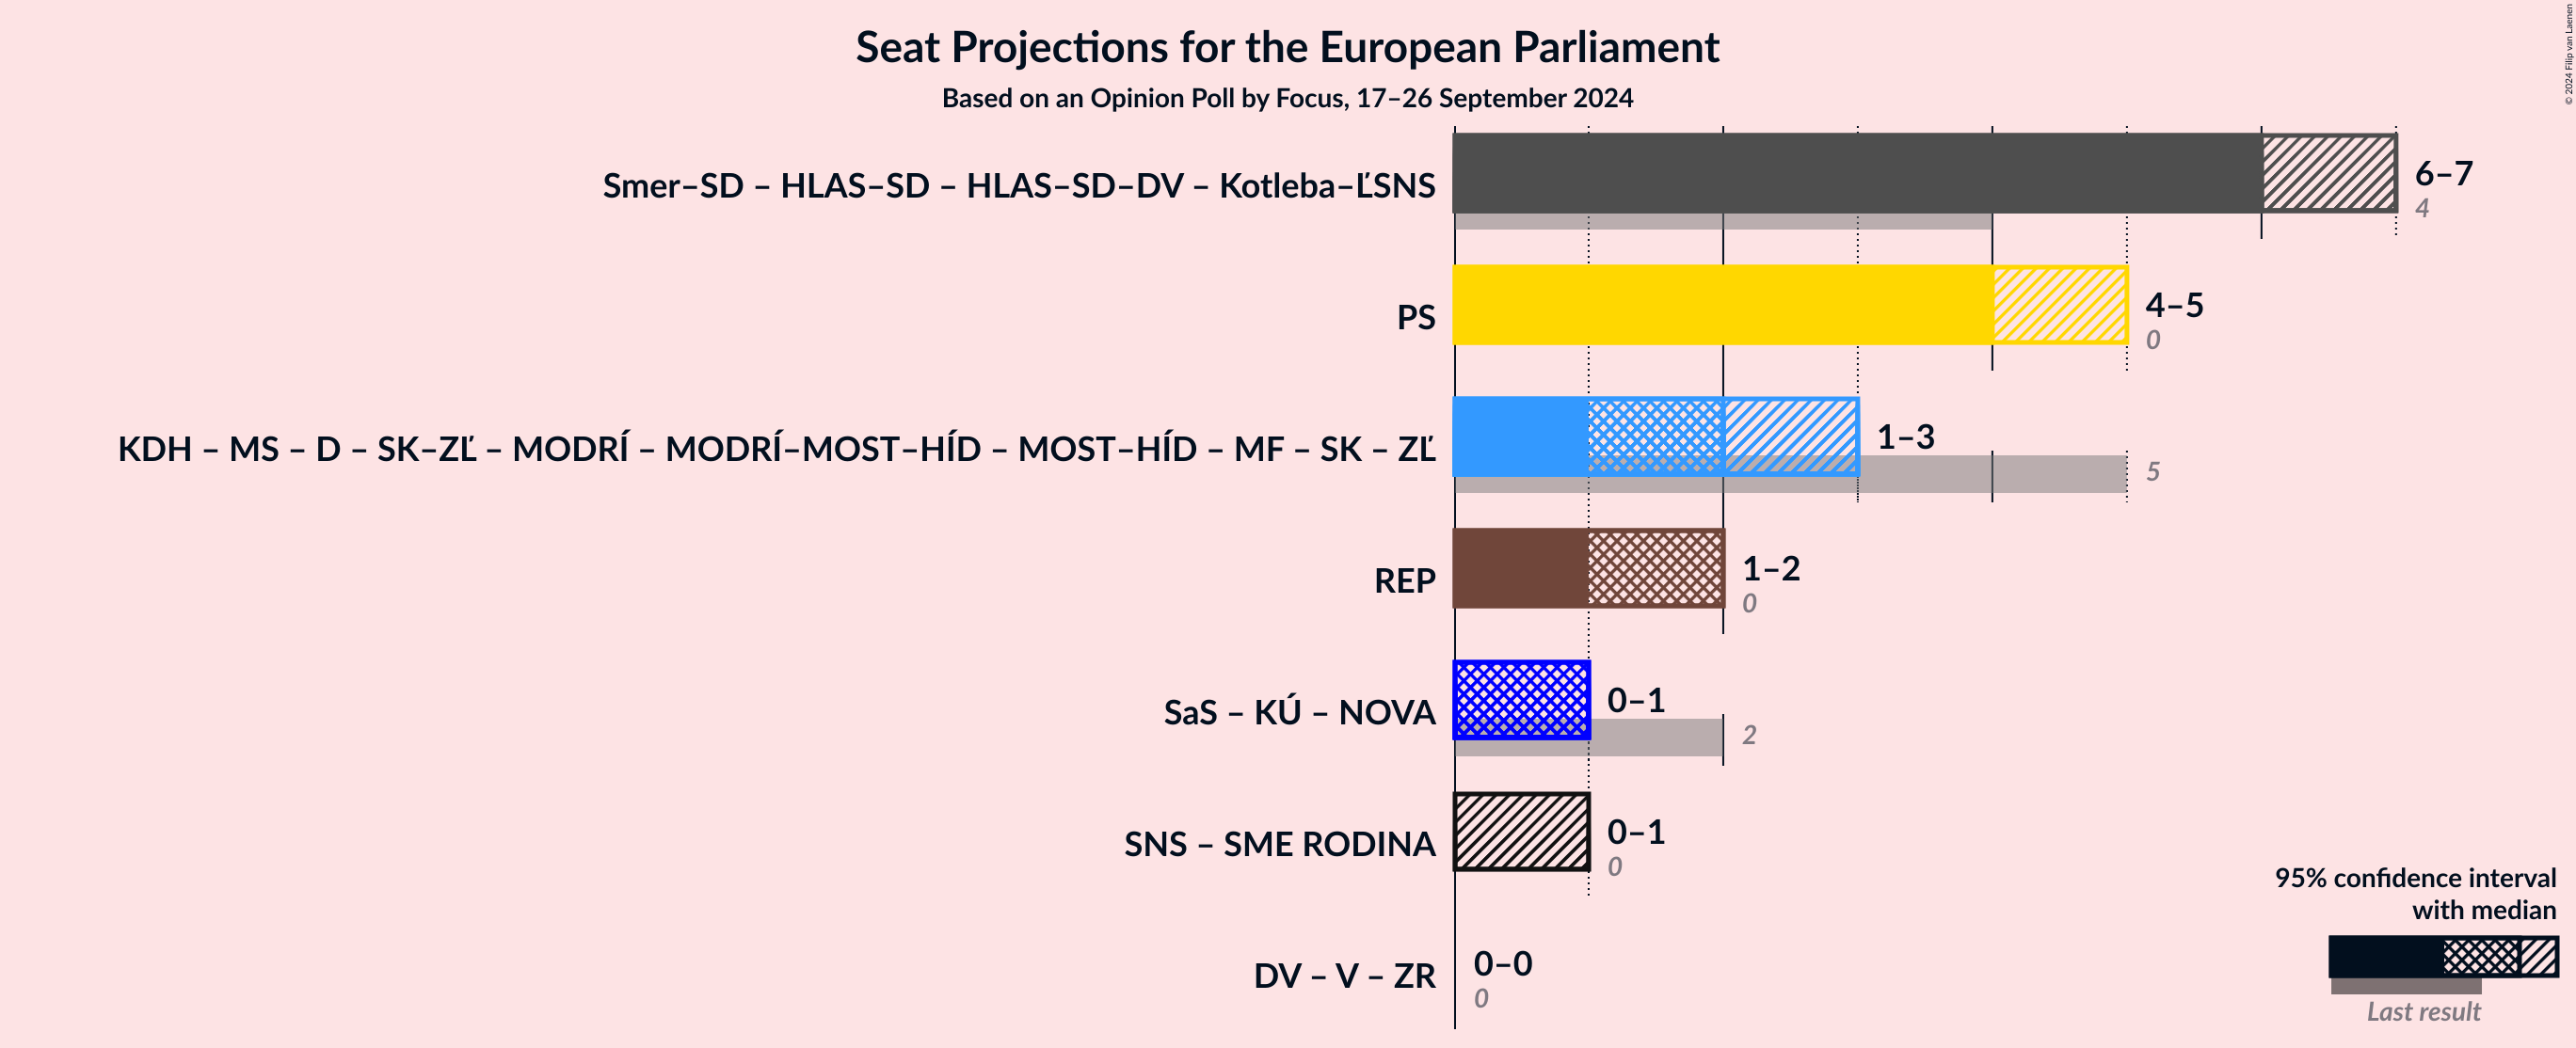 Seat Projections for the European Parliament
Based on an Opinion Poll by Focus, 17–26 September 2024
© 2024 Filip van Laenen
Smer–SD – HLAS–SD – HLAS–SD–DV – Kotleba–ĽSNS
6–7
4
PS
4–5
0
KDH – MS – D – SK–ZĽ – MODRÍ – MODRÍ–MOST–HÍD – MOST–HÍD – MF – SK – ZĽ
1–3
5
REP
1–2
0
SaS – KÚ – NOVA
0–1
2
SNS – SME RODINA
0–1
0
DV – V – ZR
0–0
0
95% confidence interval
with median
Last result